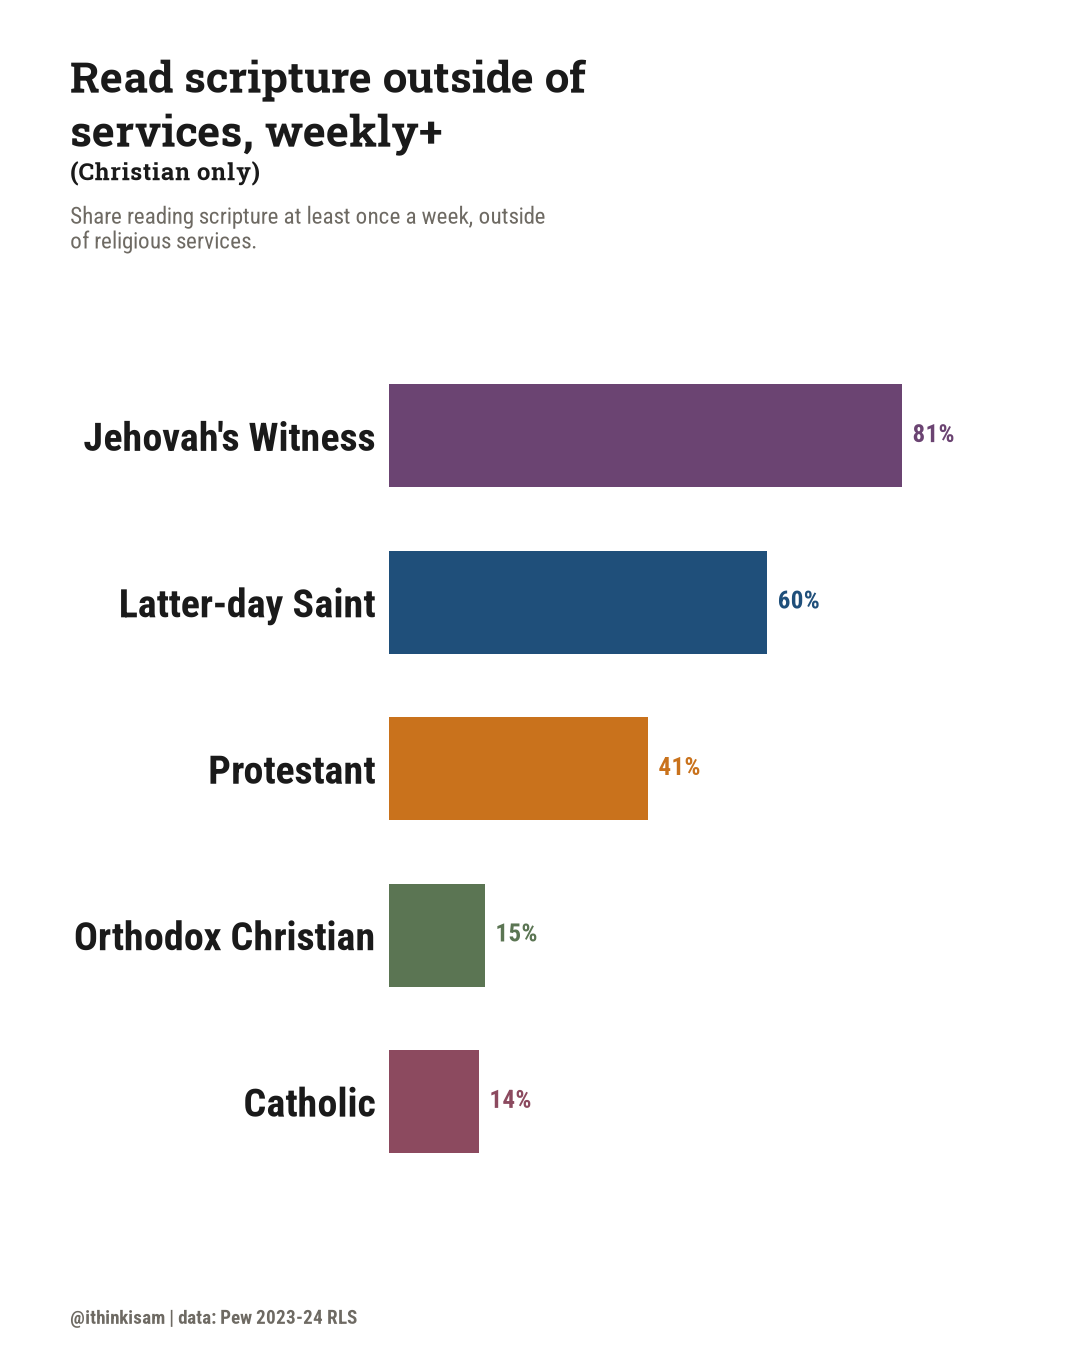 Read scripture outside of
services, weekly+
(Christian only)
Share reading scripture at least once a week, outside
of religious services.
Jehovah's Witness 81%
Latter-day Saint 60%
Protestant 41%
Orthodox Christian 15%
Catholic 14%
@ithinkisam | data: Pew 2023-24 RLS